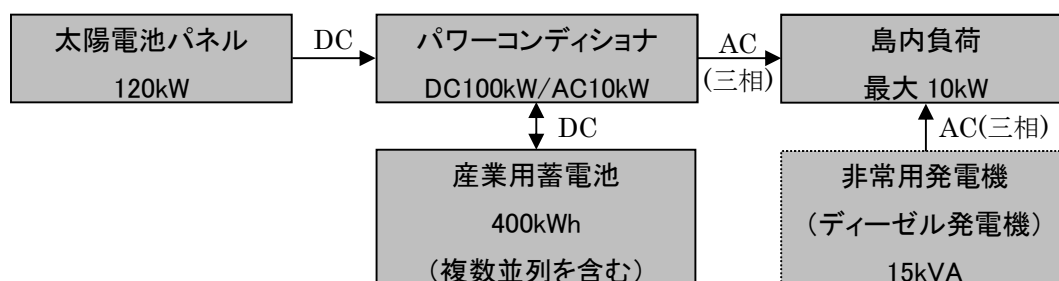 太陽電池パネル
120kW
DC
パワーコンディショナ
DC100kW/AC10kW
AC
(三相)
島内負荷
最大 10kW
DC
AC(三相)
産業用蓄電池
400kWh
(複数並列を含む)
非常用発電機
(ディーゼル発電機)
15kVA